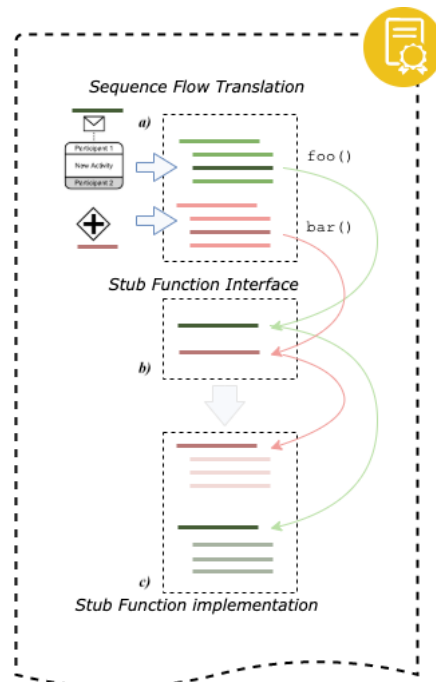 Sequence Flow Translation
a)
Participant 1
New Activity
Participant 2
foo()
bar()
Stub Function Interface
b)
c)
Stub Function implementation